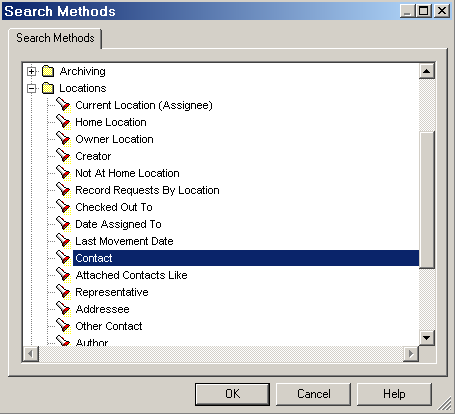 Search Methods
Search Methods
Archiving
Locations
Current Location (Assignee)
Home Location
Owner Location
Creator
Not At Home Location
Record Requests By Location
Checked Out To
Date Assigned To
Last Movement Date
Contact
Attached Contacts Like
Representative
Addressee
Other Contact
Author
OK Cancel Help